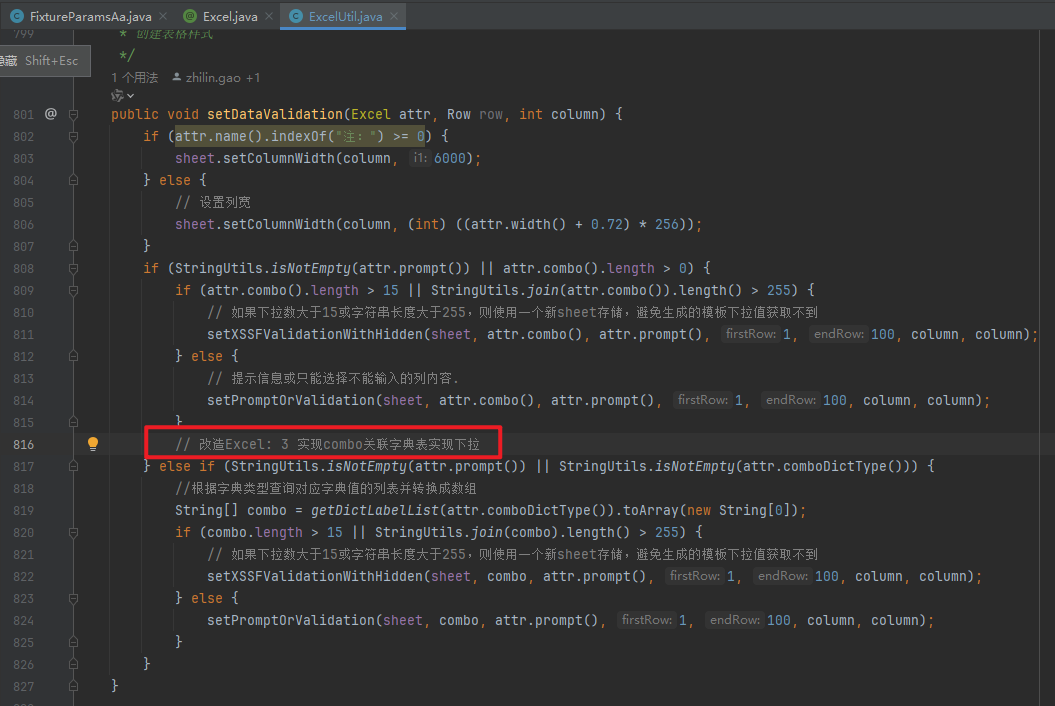 FixtureParamsAa.java
Excel.java
ExcelUtil.java
799 * 创建表格样式
*/
隐藏 Shift+Esc
1 个用法 zhilin.gao +1
801 @ public void setDataValidation(Excel attr, Row row, int column) {
802 if (attr.name().indexOf("注：") >= 0) {
803 sheet.setColumnWidth(column, i1: 6000);
804 } else {
805 // 设置列宽
806 sheet.setColumnWidth(column, (int) ((attr.width() + 0.72) * 256));
807 }
808 if (StringUtils.isNotEmpty(attr.prompt()) || attr.combo().length > 0) {
809 if (attr.combo().length > 15 || StringUtils.join(attr.combo()).length() > 255) {
810 // 如果下拉数大于15或字符串长度大于255，则使用一个新sheet存储，避免生成的模板下拉值获取不到
811 setXSSFValidationWithHidden(sheet, attr.combo(), attr.prompt(), firstRow: 1, endRow: 100, column, column);
812 } else {
813 // 提示信息或只能选择不能输入的列内容.
814 setPromptOrValidation(sheet, attr.combo(), attr.prompt(), firstRow: 1, endRow: 100, column, column);
815 }
816 // 改造Excel: 3 实现combo关联字典表实现下拉
817 } else if (StringUtils.isNotEmpty(attr.prompt()) || StringUtils.isNotEmpty(attr.comboDictType())) {
818 //根据字典类型查询对应字典值的列表并转换成数组
819 String[] combo = getDictLabelList(attr.comboDictType()).toArray(new String[0]);
820 if (combo.length > 15 || StringUtils.join(combo).length() > 255) {
821 // 如果下拉数大于15或字符串长度大于255，则使用一个新sheet存储，避免生成的模板下拉值获取不到
822 setXSSFValidationWithHidden(sheet, combo, attr.prompt(), firstRow: 1, endRow: 100, column, column);
823 } else {
824 setPromptOrValidation(sheet, combo, attr.prompt(), firstRow: 1, endRow: 100, column, column);
825 }
826 }
827 }